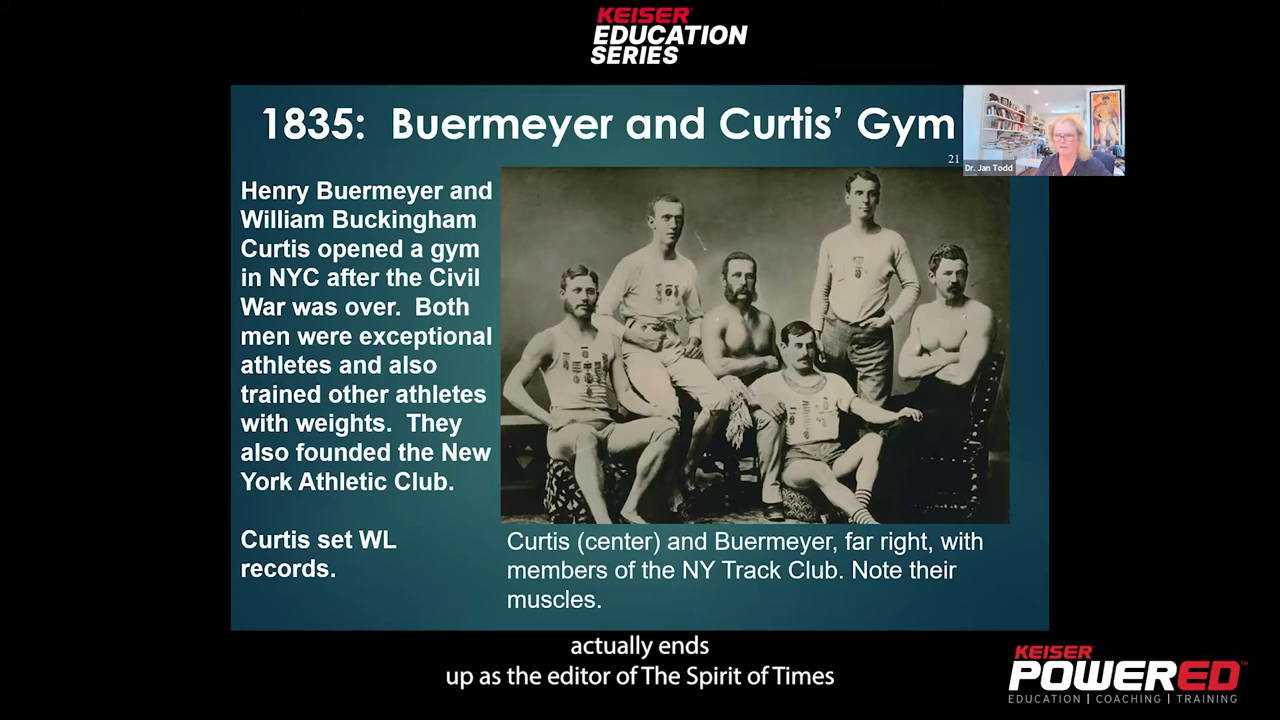 KEISER
EDUCATION
SERIES
1835: Buermeyer and Curtis’ Gym
21
Dr. Jan Todd
Henry Buermeyer and
William Buckingham
Curtis opened a gym
in NYC after the Civil
War was over. Both
men were exceptional
athletes and also
trained other athletes
with weights. They
also founded the New
York Athletic Club.
Curtis set WL
records.
Curtis (center) and Buermeyer, far right, with
members of the NY Track Club. Note their
muscles.
actually ends
up as the editor of The Spirit of Times
KEISER
POWERED™
EDUCATION | COACHING | TRAINING